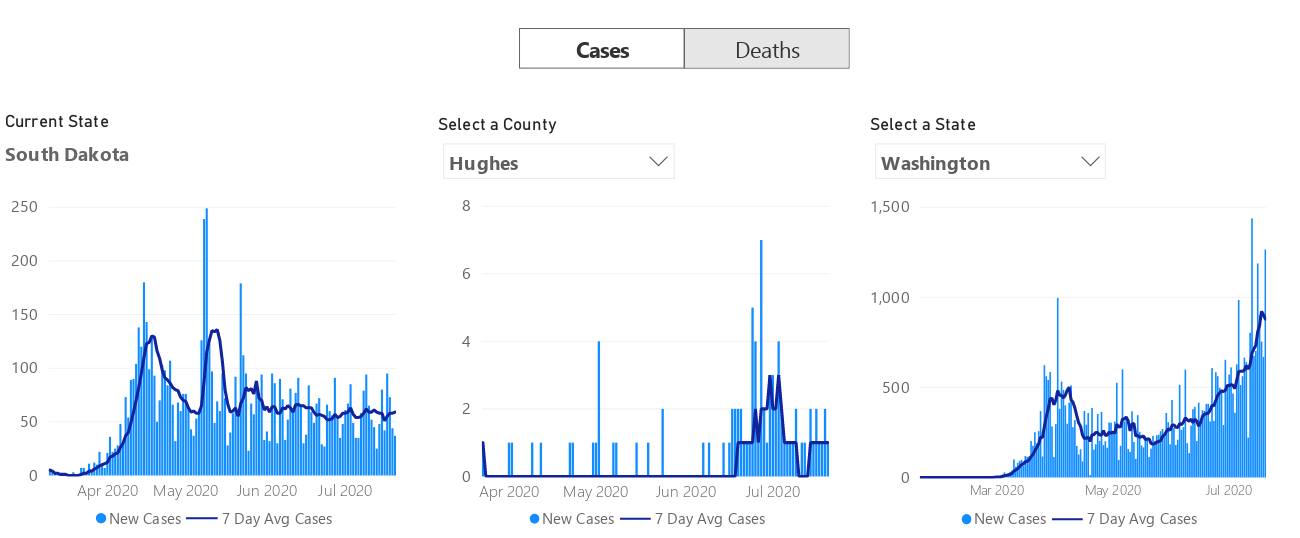 Cases Deaths
Current State
South Dakota
250
200
150
100
50
0
Apr 2020 May 2020 Jun 2020 Jul 2020
New Cases 7 Day Avg Cases
Select a County
Hughes
8
6
4
2
0
Apr 2020 May 2020 Jun 2020 Jul 2020
New Cases 7 Day Avg Cases
Select a State
Washington
1,500
1,000
500
0
Mar 2020 May 2020 Jul 2020
New Cases 7 Day Avg Cases